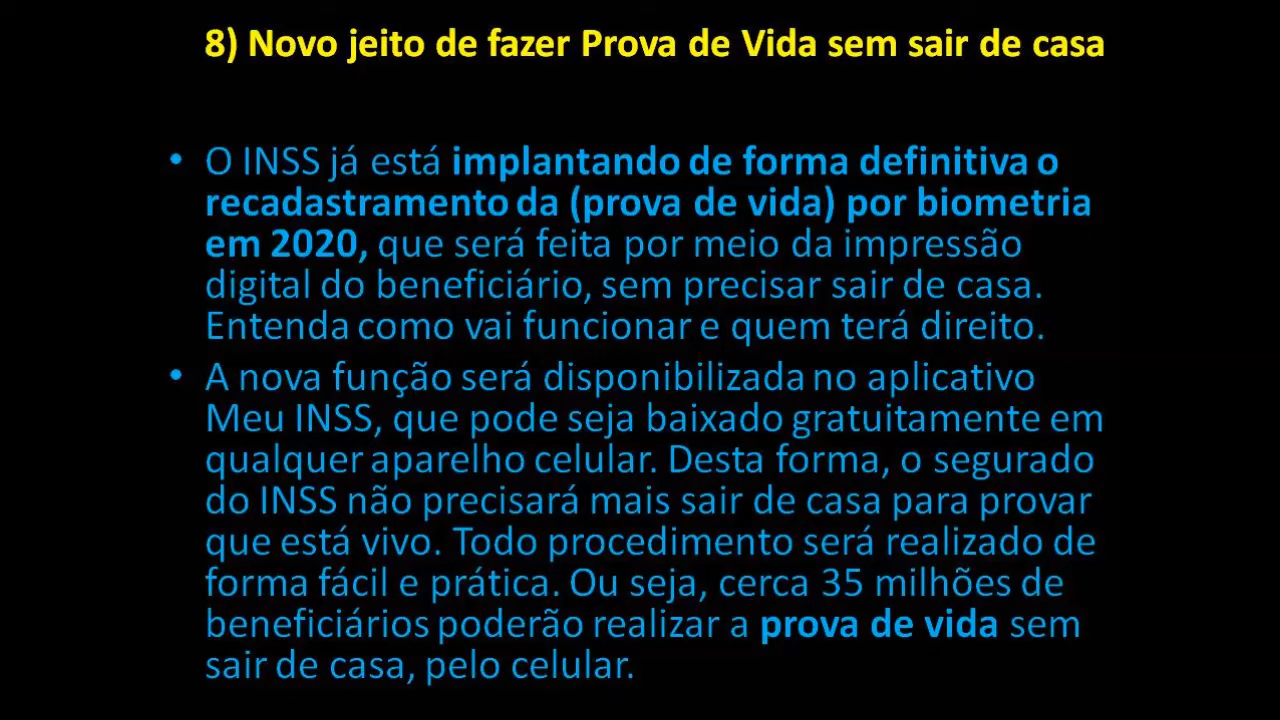 8) Novo jeito de fazer Prova de Vida sem sair de casa
• O INSS já está implantando de forma definitiva o
recadastramento da (prova de vida) por biometria
em 2020, que será feita por meio da impressão
digital do beneficiário, sem precisar sair de casa.
Entenda como vai funcionar e quem terá direito.
• A nova função será disponibilizada no aplicativo
Meu INSS, que pode seja baixado gratuitamente em
qualquer aparelho celular. Desta forma, o segurado
do INSS não precisará mais sair de casa para provar
que está vivo. Todo procedimento será realizado de
forma fácil e prática. Ou seja, cerca 35 milhões de
beneficiários poderão realizar a prova de vida sem
sair de casa, pelo celular.